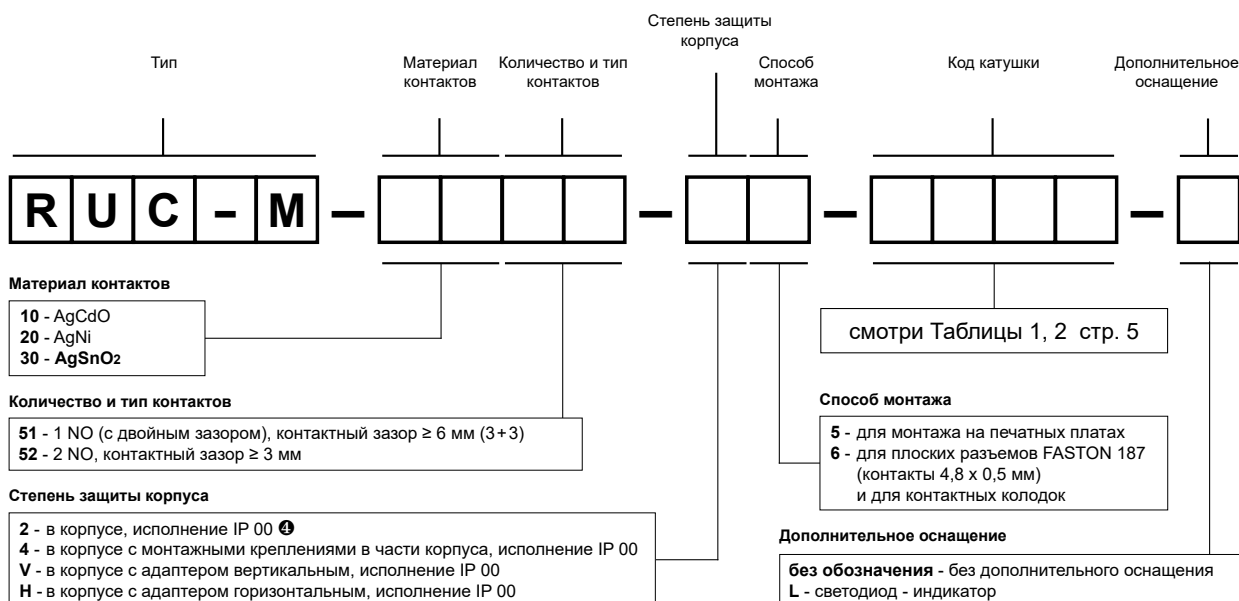 Степень защиты
корпуса
Тип
Материал
контактов
Количество и тип
контактов
Способ
монтажа
Код катушки
Дополнительное
оснащение
R U C - M – – – –
Материал контактов
10 - AgCdO
20 - AgNi
30 - AgSnO2
смотри Таблицы 1, 2 стр. 5
Количество и тип контактов
51 - 1 NO (с двойным зазором), контактный зазор ≥ 6 мм (3+3)
52 - 2 NO, контактный зазор ≥ 3 мм
Способ монтажа
5 - для монтажа на печатных платах
6 - для плоских разъемов FASTON 187
(контакты 4,8 x 0,5 мм)
и для контактных колодок
Степень защиты корпуса
2 - в корпусе, исполнение IP 00 ❹
4 - в корпусе с монтажными креплениями в части корпуса, исполнение IP 00
V - в корпусе с адаптером вертикальным, исполнение IP 00
H - в корпусе с адаптером горизонтальным, исполнение IP 00
Дополнительное оснащение
без обозначения - без дополнительного оснащения
L - светодиод - индикатор